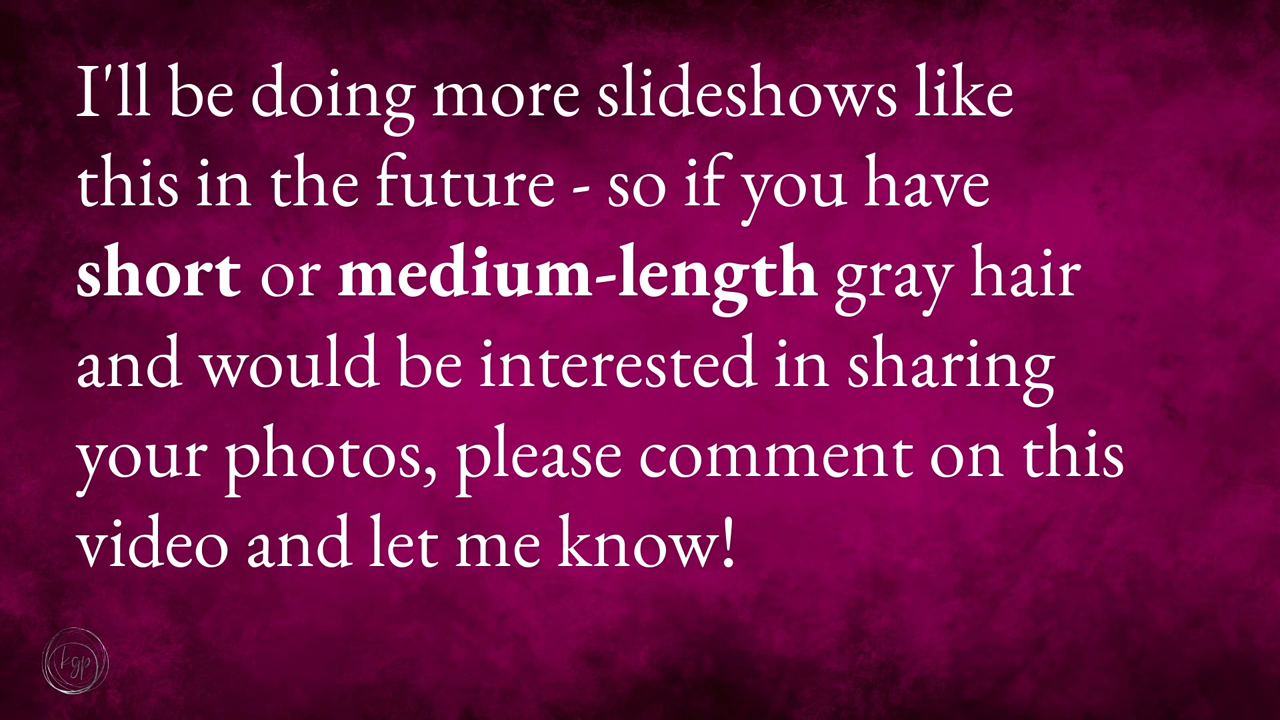 I'll be doing more slideshows like
this in the future - so if you have
short or medium-length gray hair
and would be interested in sharing
your photos, please comment on this
video and let me know!
kgp